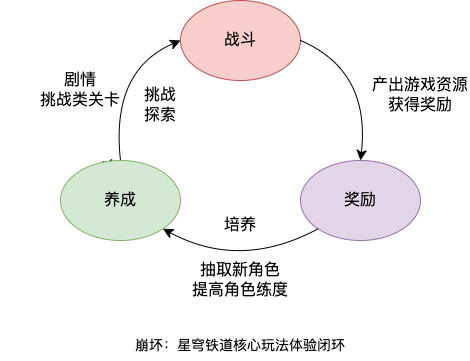 战斗
剧情
挑战类关卡
挑战
探索
产出游戏资源
获得奖励
养成
奖励
培养
抽取新角色
提高角色练度
崩坏：星穹铁道核心玩法体验闭环